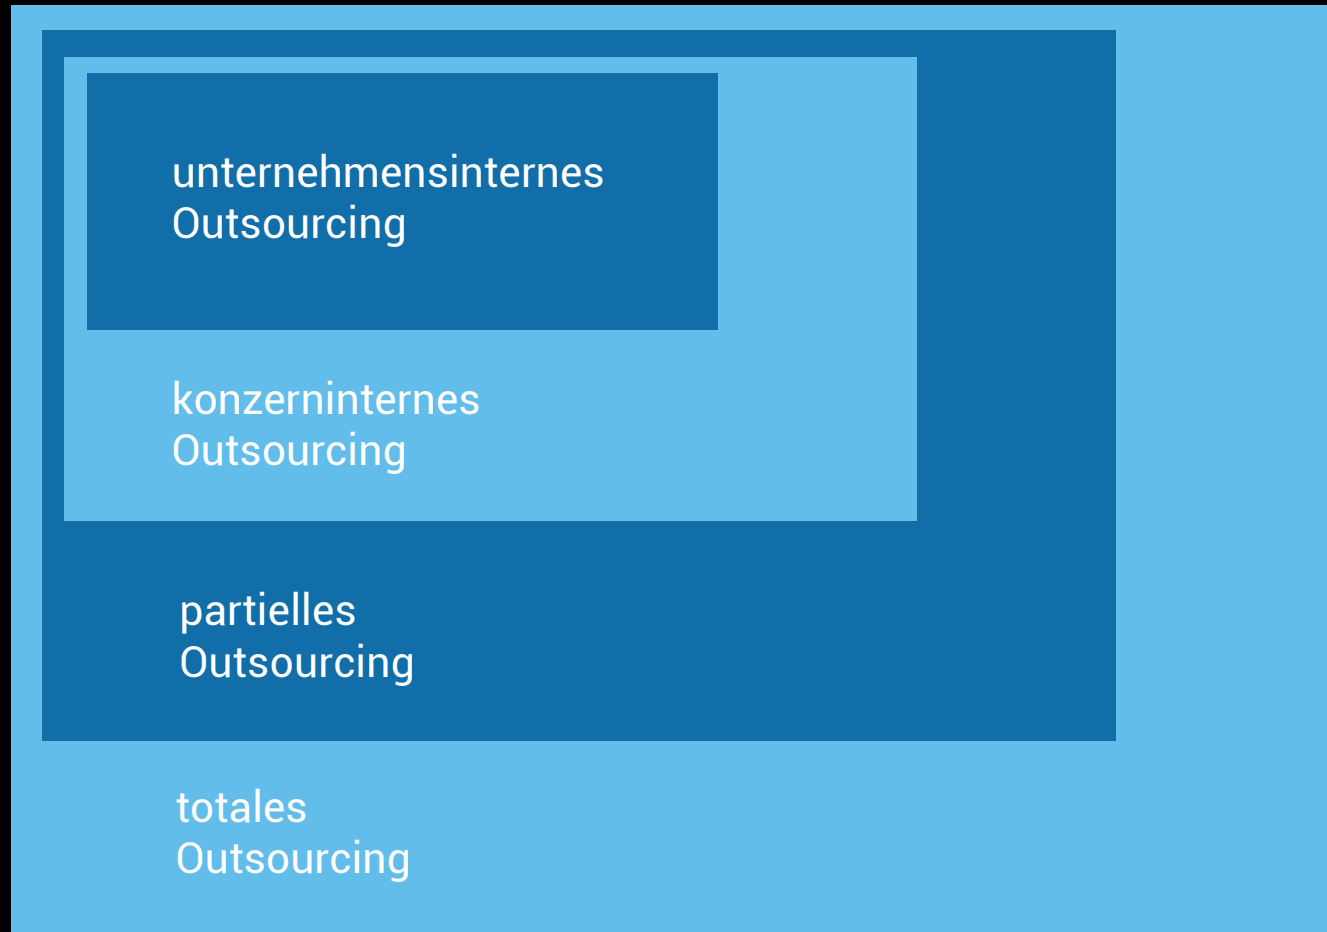 unternehmensinternes
Outsourcing
konzerninternes
Outsourcing
partielles
Outsourcing
totales
Outsourcing